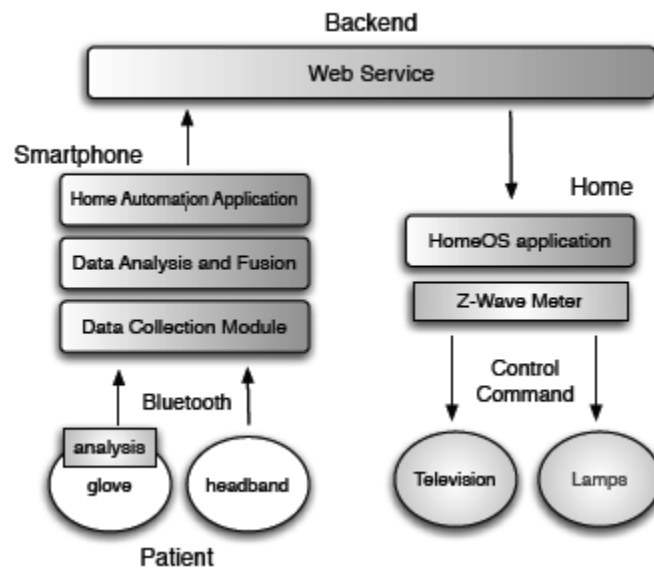 Backend
Web Service
Smartphone
Home Automation Application
Data Analysis and Fusion
Data Collection Module
Bluetooth
analysis
glove
headband
Patient
Home
HomeOS application
Z-Wave Meter
Control
Command
Television
Lamps